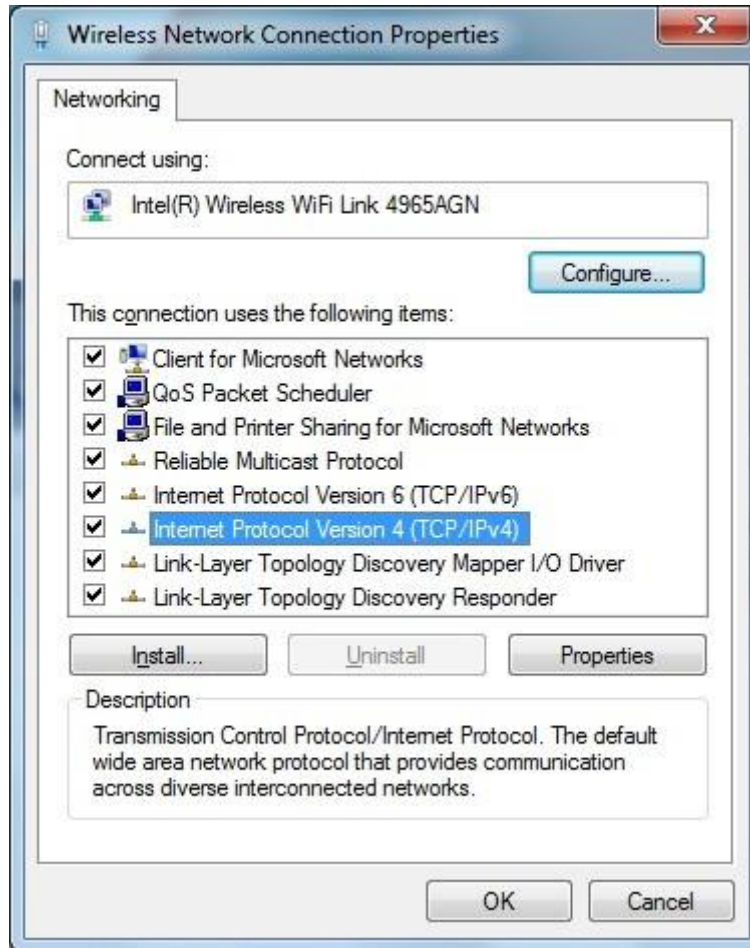 Wireless Network Connection Properties
Networking
Connect using:
Intel(R) Wireless WiFi Link 4965AGN
Configure...
This connection uses the following items:
Client for Microsoft Networks
QoS Packet Scheduler
File and Printer Sharing for Microsoft Networks
Reliable Multicast Protocol
Internet Protocol Version 6 (TCP/IPv6)
Internet Protocol Version 4 (TCP/IPv4)
Link-Layer Topology Discovery Mapper I/O Driver
Link-Layer Topology Discovery Responder
Install... Uninstall Properties
Description
Transmission Control Protocol/Internet Protocol. The default
wide area network protocol that provides communication
across diverse interconnected networks.
OK Cancel